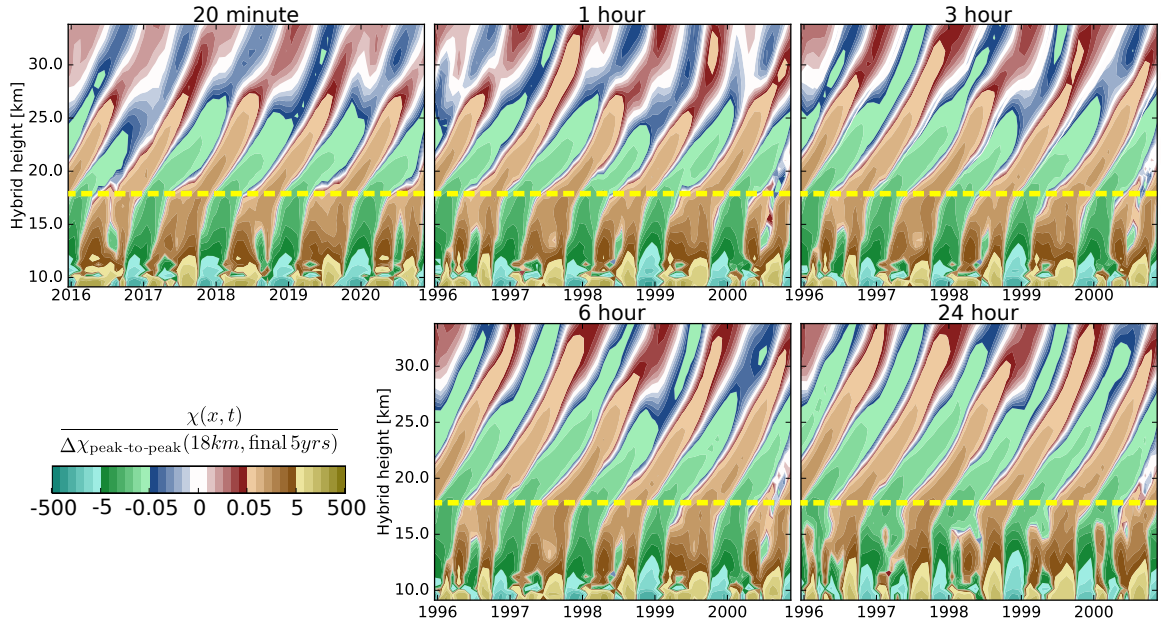 20 minute
1 hour
3 hour
Hybrid height [km]
30.0
25.0
20.0
15.0
10.0
2016 2017 2018 2019 2020
1996 1997 1998 1999 2000
1996 1997 1998 1999 2000
6 hour
24 hour
Hybrid height [km]
30.0
25.0
20.0
15.0
10.0
1996 1997 1998 1999 2000
1996 1997 1998 1999 2000
χ(x, t)
Δχpeak-to-peak(18km, final 5yrs)
-500 -5 -0.05 0 0.05 5 500